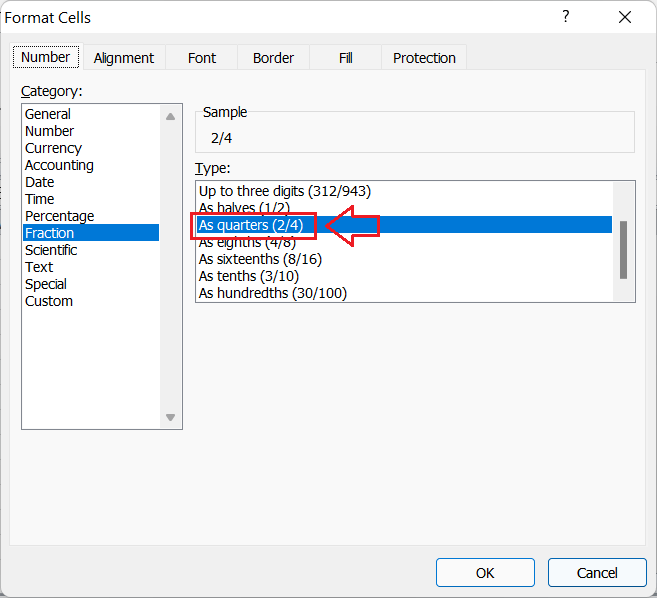 Format Cells ?
Number Alignment Font Border Fill Protection
Category:
General
Number
Currency
Accounting
Date
Time
Percentage
Fraction
Scientific
Text
Special
Custom
Sample
2/4
Type:
Up to three digits (312/943)
As halves (1/2)
As quarters (2/4)
As eighths (4/8)
As sixteenths (8/16)
As tenths (3/10)
As hundredths (30/100)
OK Cancel